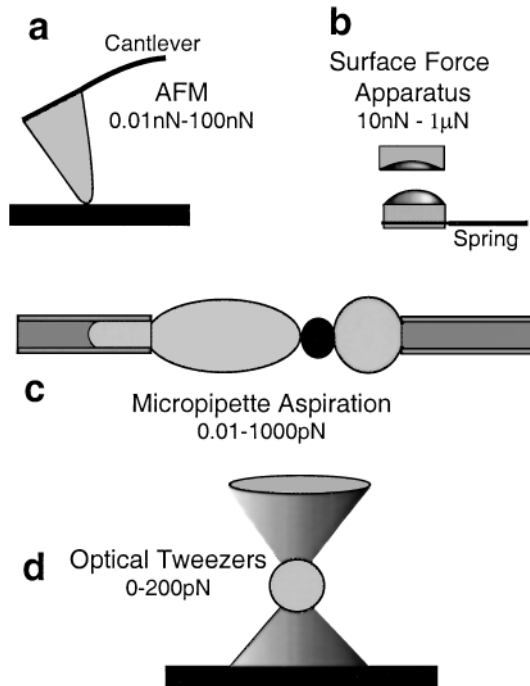 a
Cantlever
AFM
0.01nN-100nN
b
Surface Force
Apparatus
10nN - 1μN
Spring
c
Micropipette Aspiration
0.01-1000pN
d
Optical Tweezers
0-200pN